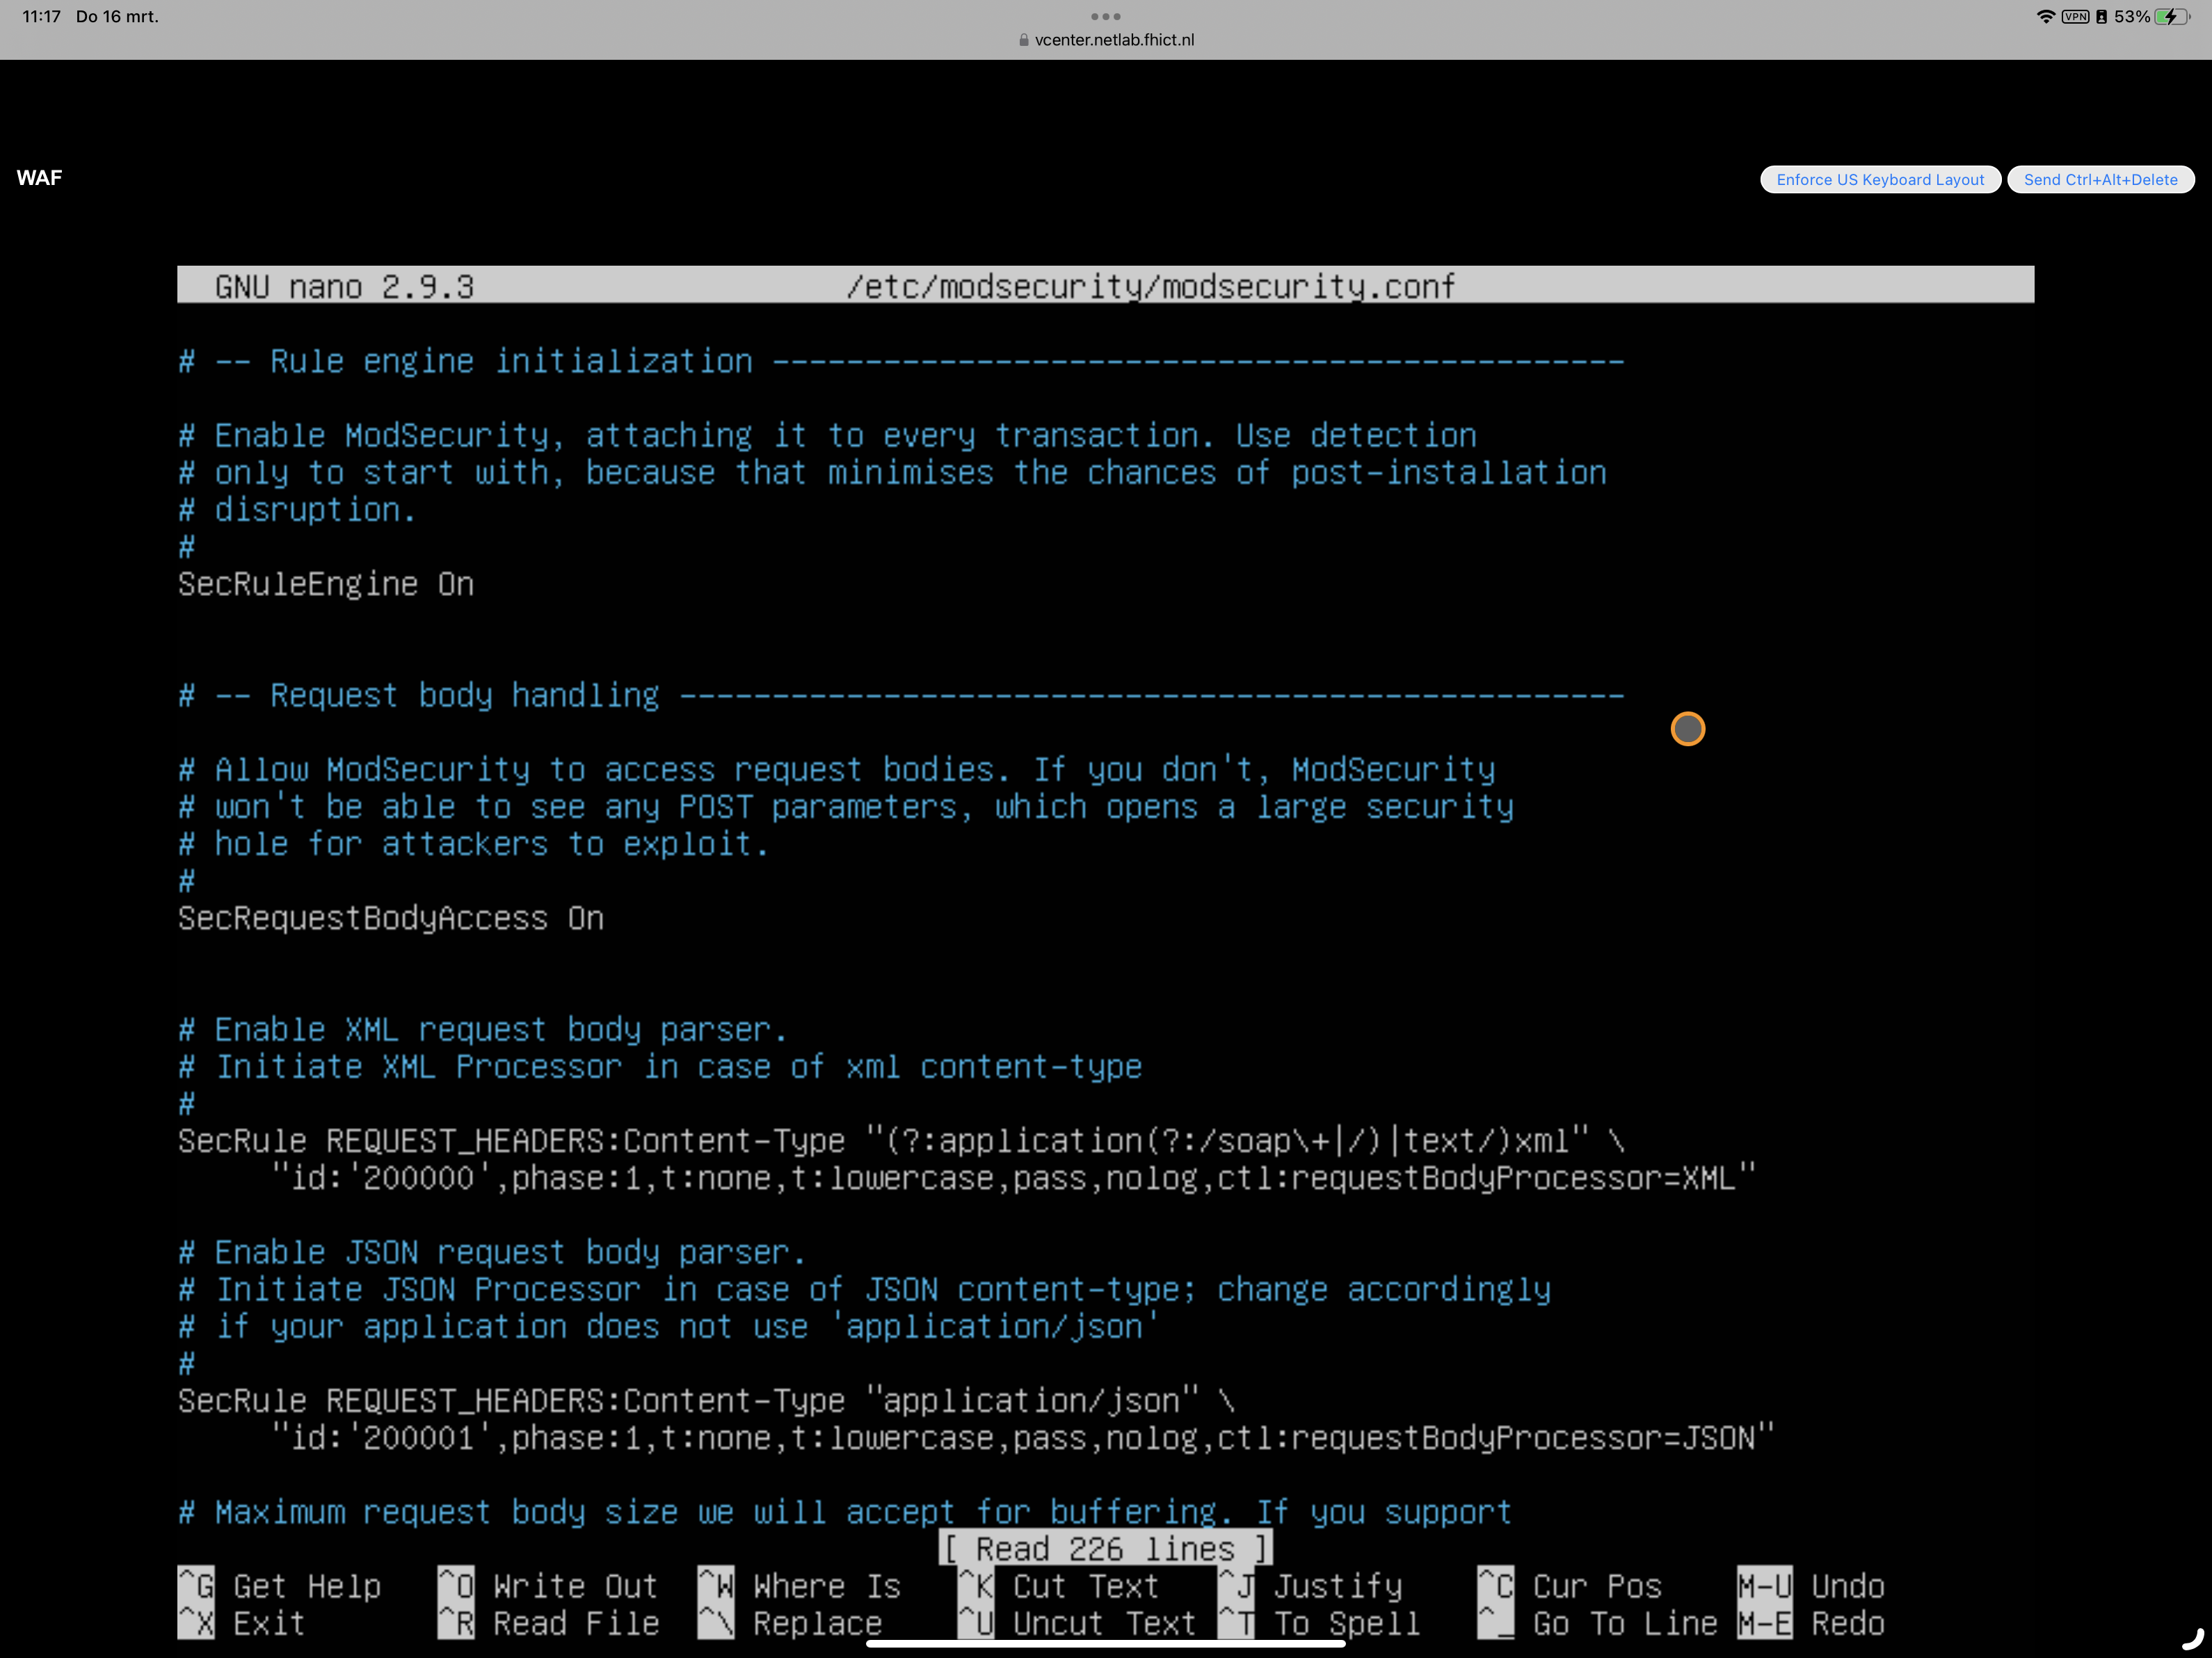 11:17 Do 16 mrt.
VPN 53%
vcenter.netlab.fhict.nl
WAF
Enforce US Keyboard Layout Send Ctrl+Alt+Delete
GNU nano 2.9.3 /etc/modsecurity/modsecurity.conf
# -- Rule engine initialization ----------------------------------------------
# Enable ModSecurity, attaching it to every transaction. Use detection
# only to start with, because that minimises the chances of post-installation
# disruption.
#
SecRuleEngine On
# -- Request body handling ---------------------------------------------------
# Allow ModSecurity to access request bodies. If you don't, ModSecurity
# won't be able to see any POST parameters, which opens a large security
# hole for attackers to exploit.
#
SecRequestBodyAccess On
# Enable XML request body parser.
# Initiate XML Processor in case of xml content-type
#
SecRule REQUEST_HEADERS:Content-Type "(?:application(?:/soap\+|/)|text/)xml" \
"id:'200000',phase:1,t:none,t:lowercase,pass,nolog,ctl:requestBodyProcessor=XML"
# Enable JSON request body parser.
# Initiate JSON Processor in case of JSON content-type; change accordingly
# if your application does not use 'application/json'
#
SecRule REQUEST_HEADERS:Content-Type "application/json" \
"id:'200001',phase:1,t:none,t:lowercase,pass,nolog,ctl:requestBodyProcessor=JSON"
# Maximum request body size we will accept for buffering. If you support
[ Read 226 lines ]
^G Get Help ^O Write Out ^W Where Is ^K Cut Text ^J Justify ^C Cur Pos M-U Undo
^X Exit ^R Read File ^\ Replace ^U Uncut Text ^T To Spell ^_ Go To Line M-E Redo